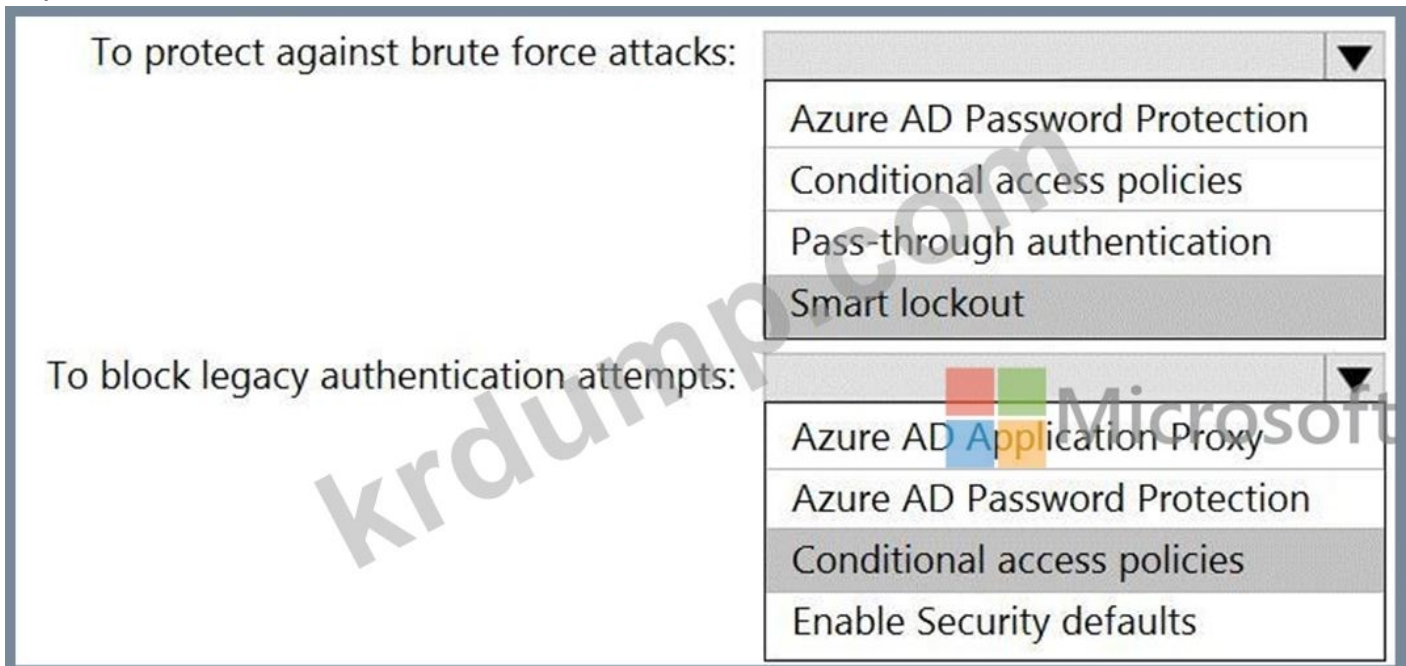 To protect against brute force attacks:
Azure AD Password Protection
Conditional access policies
Pass-through authentication
Smart lockout
To block legacy authentication attempts:
Azure AD Application Proxy
Azure AD Password Protection
Conditional access policies
Enable Security defaults
krdump.com
Microsoft